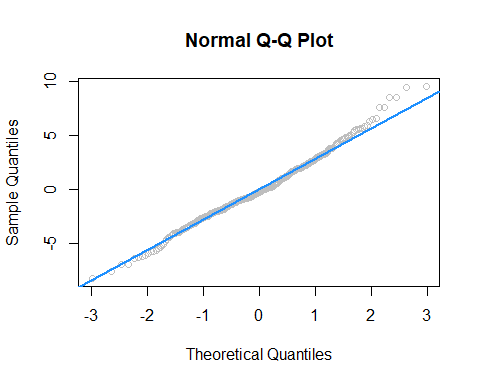 Normal Q-Q Plot
Sample Quantiles
10
5
0
-5
-3 -2 -1 0 1 2 3
Theoretical Quantiles